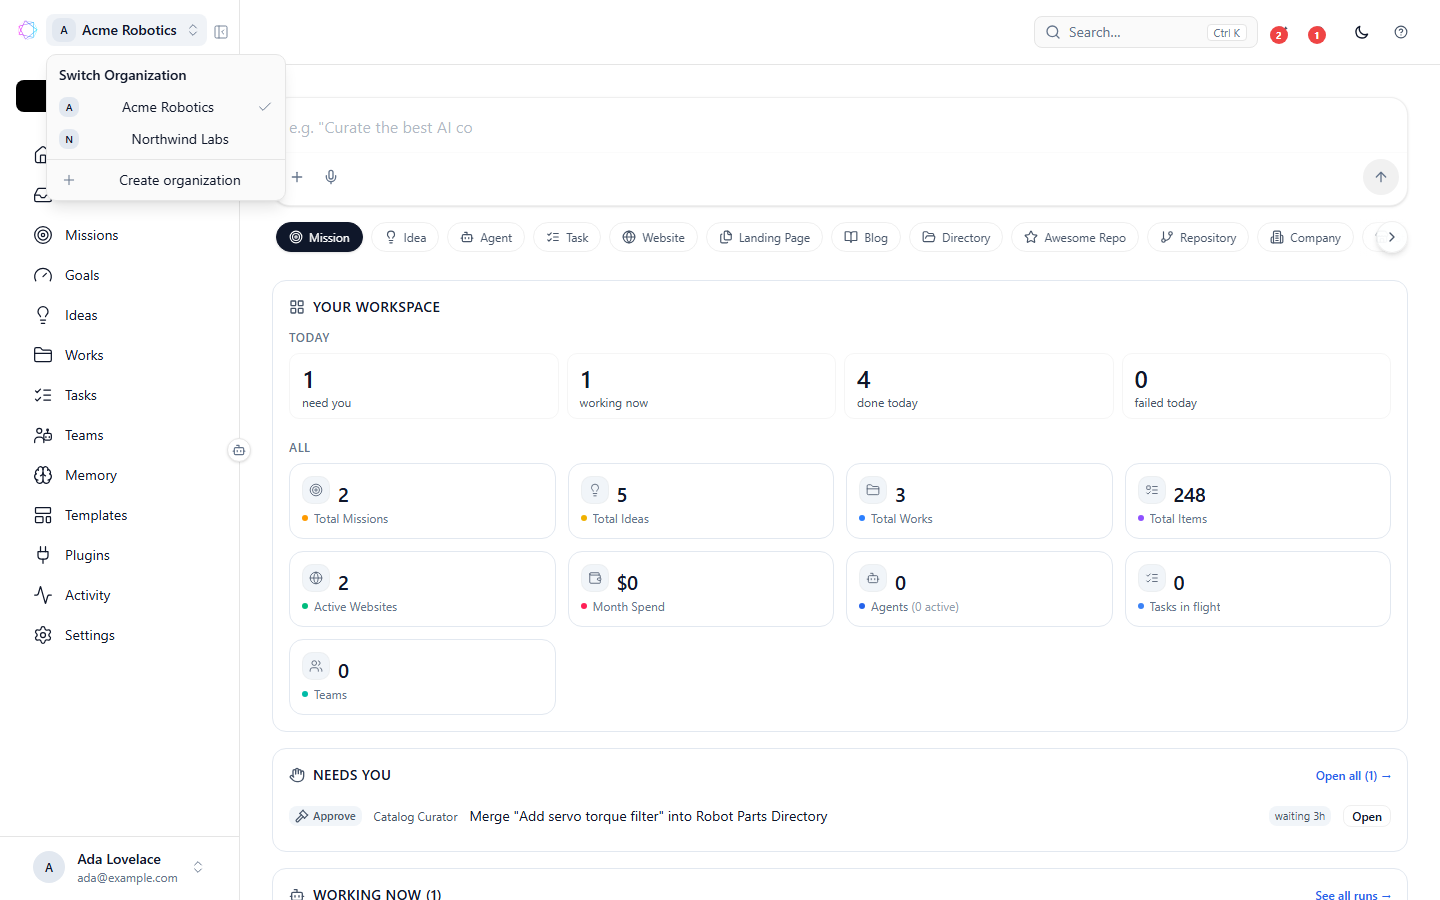 A Acme Robotics
Search... Ctrl K
2
1
Switch Organization
A Acme Robotics
N Northwind Labs
Create organization
Missions
Goals
Ideas
Works
Tasks
Teams
Memory
Templates
Plugins
Activity
Settings
A Ada Lovelace
ada@example.com
e.g. "Curate the best AI co
Mission Idea Agent Task Website Landing Page Blog Directory Awesome Repo Repository Company
YOUR WORKSPACE
TODAY
1
need you
1
working now
4
done today
0
failed today
ALL
2
Total Missions
5
Total Ideas
3
Total Works
248
Total Items
2
Active Websites
$0
Month Spend
0
Agents (0 active)
0
Tasks in flight
0
Teams
NEEDS YOU Open all (1) →
Approve Catalog Curator Merge "Add servo torque filter" into Robot Parts Directory waiting 3h Open
WORKING NOW (1) See all runs →